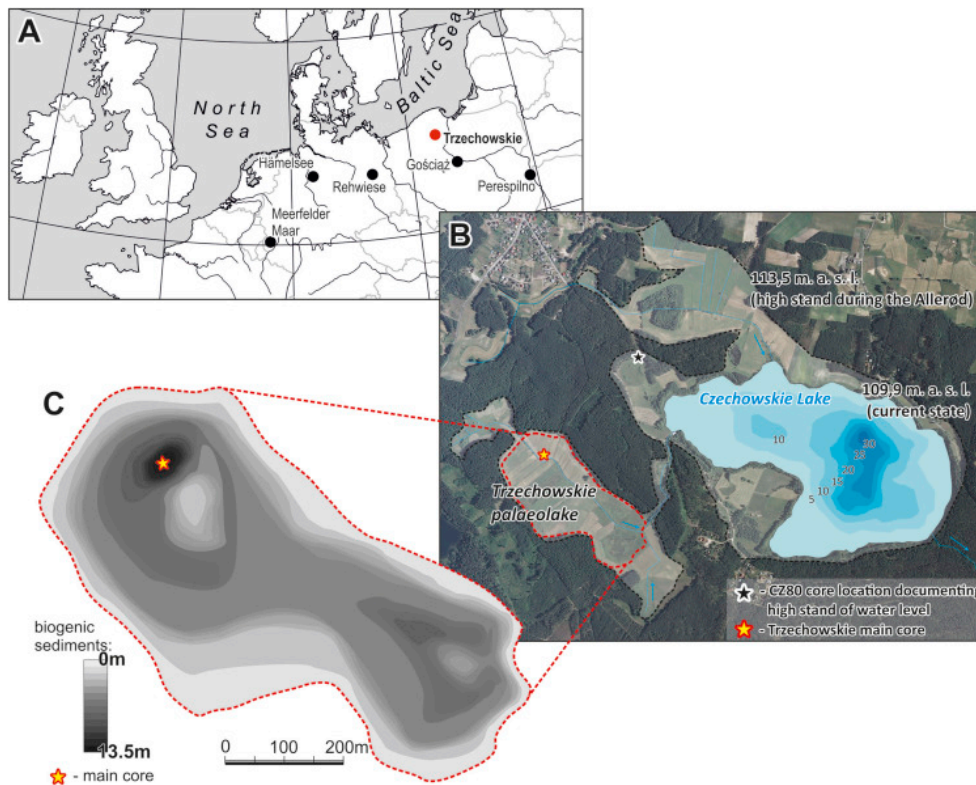 A
North
Sea
Baltic Sea
Trzechowskie
Gościąż
Perespilno
Hämelsee
Rehwiese
Meerfelder
Maar
B
113,5 m. a. s. l.
(high stand during the Allerød)
109,9 m. a. s. l.
(current state)
Czechowskie Lake
10
20
15
10
5
Trzechowskie
palaeolake
- CZ80 core location documenting
high stand of water level
- Trzechowskie main core
C
biogenic
sediments:
0m
13.5m
- main core
0 100 200m